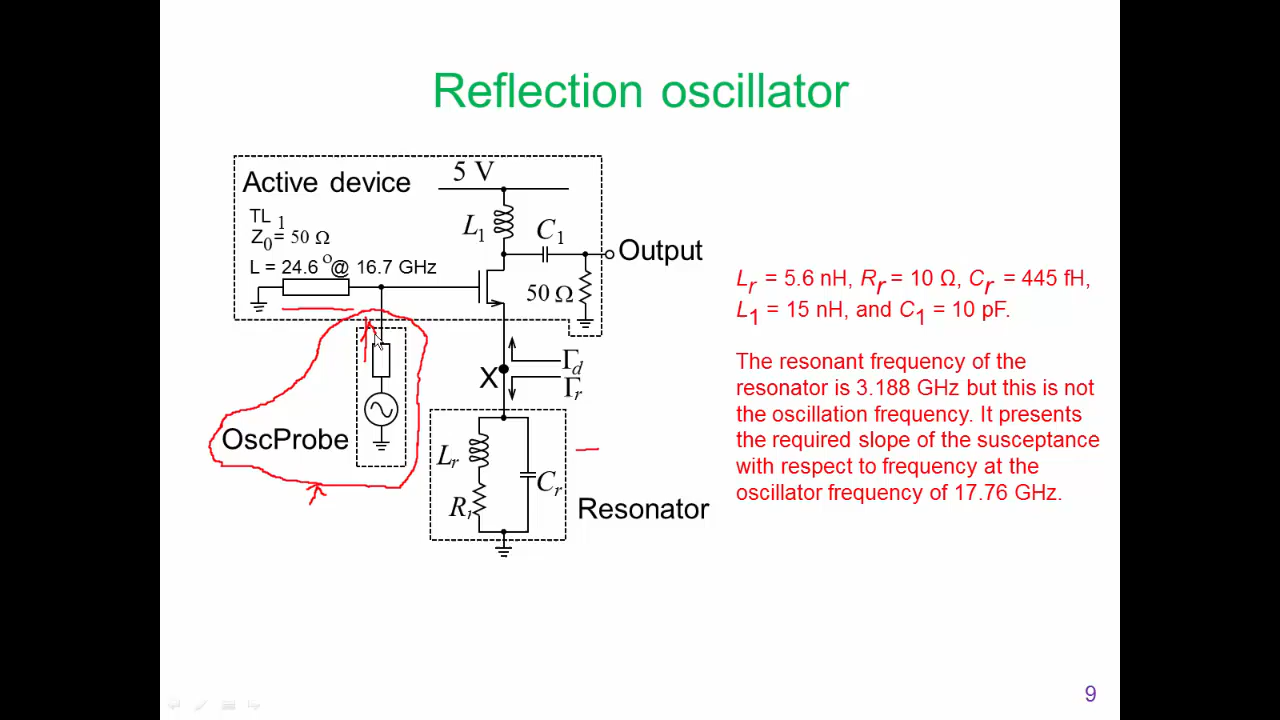 Reflection oscillator
Active device
5 V
TL 1
Z0= 50 Ω
L = 24.6 o@ 16.7 GHz
L1
C1
Output
50 Ω
X
Γd
Γr
OscProbe
Lr
Rr
Cr
Resonator
Lr = 5.6 nH, Rr = 10 Ω, Cr = 445 fH,
L1 = 15 nH, and C1 = 10 pF.
The resonant frequency of the
resonator is 3.188 GHz but this is not
the oscillation frequency. It presents
the required slope of the susceptance
with respect to frequency at the
oscillator frequency of 17.76 GHz.
9